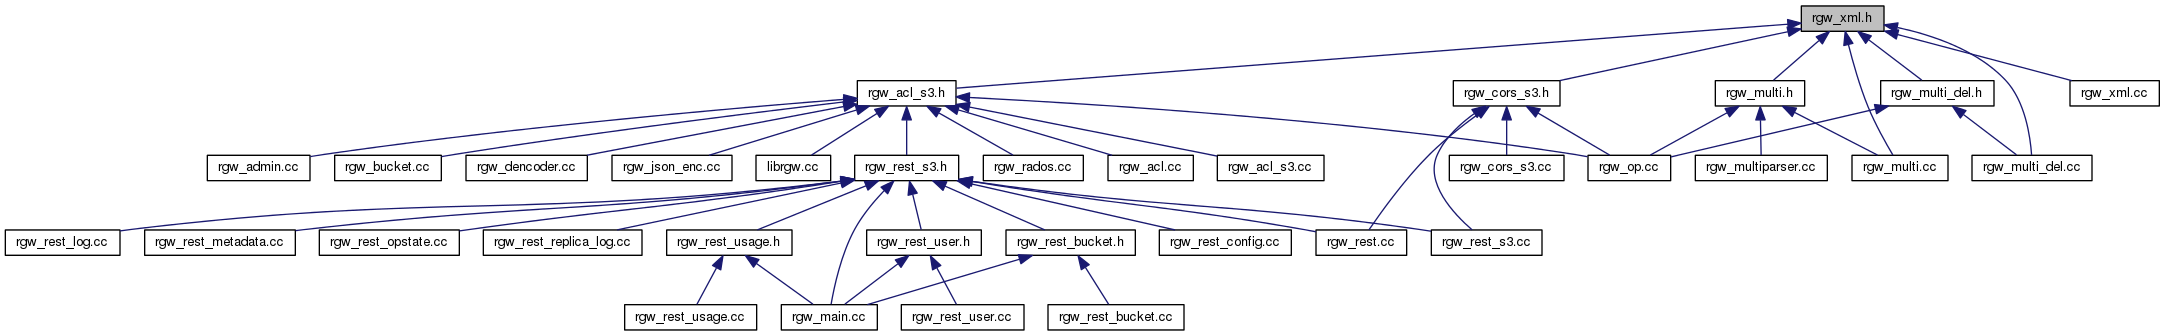 rgw_xml.h
rgw_acl_s3.h
rgw_cors_s3.h
rgw_multi.h
rgw_multi_del.h
rgw_xml.cc
rgw_admin.cc
rgw_bucket.cc
rgw_dencoder.cc
rgw_json_enc.cc
librgw.cc
rgw_rest_s3.h
rgw_rados.cc
rgw_acl.cc
rgw_acl_s3.cc
rgw_cors_s3.cc
rgw_op.cc
rgw_multiparser.cc
rgw_multi.cc
rgw_multi_del.cc
rgw_rest_log.cc
rgw_rest_metadata.cc
rgw_rest_opstate.cc
rgw_rest_replica_log.cc
rgw_rest_usage.h
rgw_rest_user.h
rgw_rest_bucket.h
rgw_rest_config.cc
rgw_rest.cc
rgw_rest_s3.cc
rgw_rest_usage.cc
rgw_main.cc
rgw_rest_user.cc
rgw_rest_bucket.cc